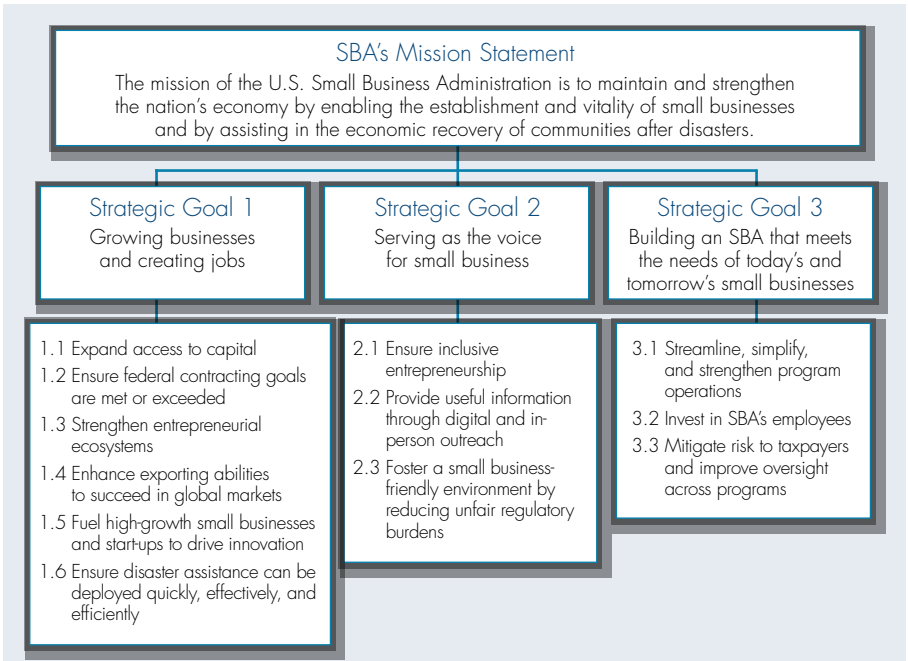 SBA's Mission Statement
The mission of the U.S. Small Business Administration is to maintain and strengthen
the nation's economy by enabling the establishment and vitality of small businesses
and by assisting in the economic recovery of communities after disasters.
Strategic Goal 1
Growing businesses
and creating jobs
Strategic Goal 2
Serving as the voice
for small business
Strategic Goal 3
Building an SBA that meets
the needs of today's and
tomorrow's small businesses
1.1 Expand access to capital
1.2 Ensure federal contracting goals
are met or exceeded
1.3 Strengthen entrepreneurial
ecosystems
1.4 Enhance exporting abilities
to succeed in global markets
1.5 Fuel high-growth small businesses
and start-ups to drive innovation
1.6 Ensure disaster assistance can be
deployed quickly, effectively, and
efficiently
2.1 Ensure inclusive
entrepreneurship
2.2 Provide useful information
through digital and in-
person outreach
2.3 Foster a small business-
friendly environment by
reducing unfair regulatory
burdens
3.1 Streamline, simplify,
and strengthen program
operations
3.2 Invest in SBA's employees
3.3 Mitigate risk to taxpayers
and improve oversight
across programs